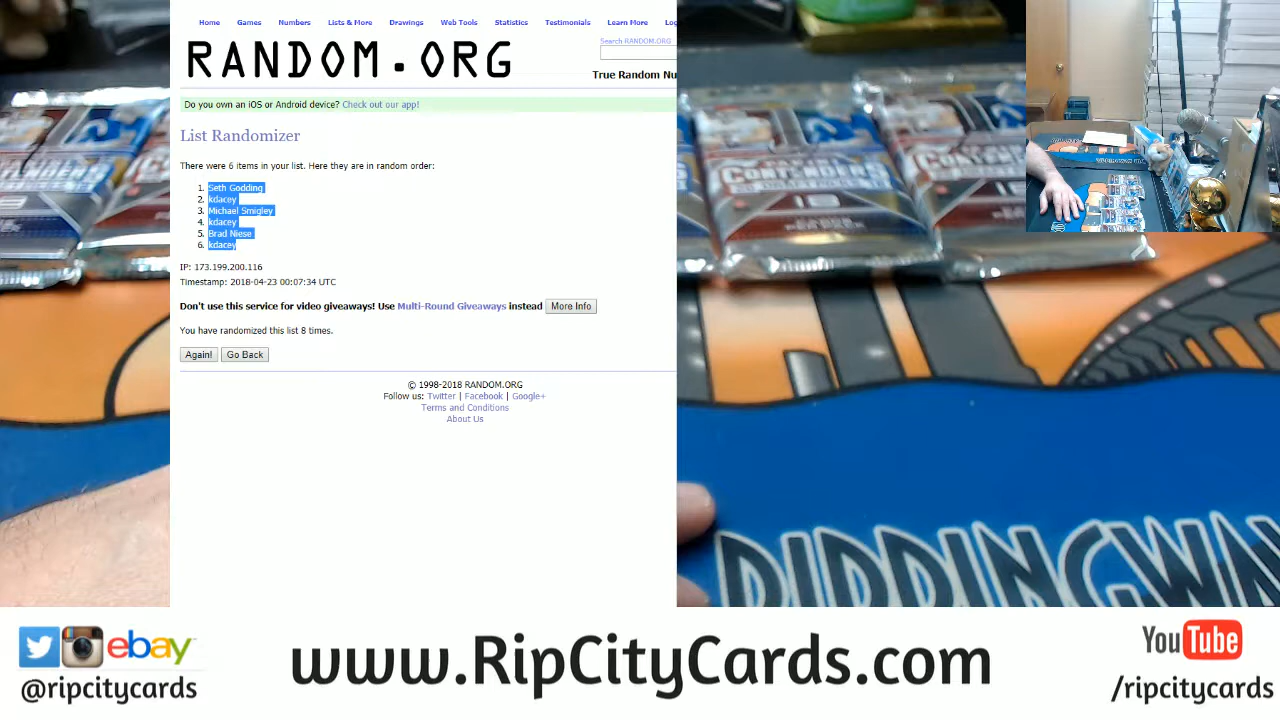 Home Games Numbers Lists & More Drawings Web Tools Statistics Testimonials Learn More Log
RANDOM.ORG
Search RANDOM.ORG
True Random Nu
Do you own an iOS or Android device? Check out our app!
List Randomizer
There were 6 items in your list. Here they are in random order:
1. Seth Godding
2. kdacey
3. Michael Smigley
4. kdacey
5. Brad Niese
6. kdacey
IP: 173.199.200.116
Timestamp: 2018-04-23 00:07:34 UTC
Don't use this service for video giveaways! Use Multi-Round Giveaways instead More Info
You have randomized this list 8 times.
Again! Go Back
© 1998-2018 RANDOM.ORG
Follow us: Twitter | Facebook | Google+
Terms and Conditions
About Us
CONTENDERS
ebay
@ripcitycards
www.RipCityCards.com
YouTube
/ripcitycards